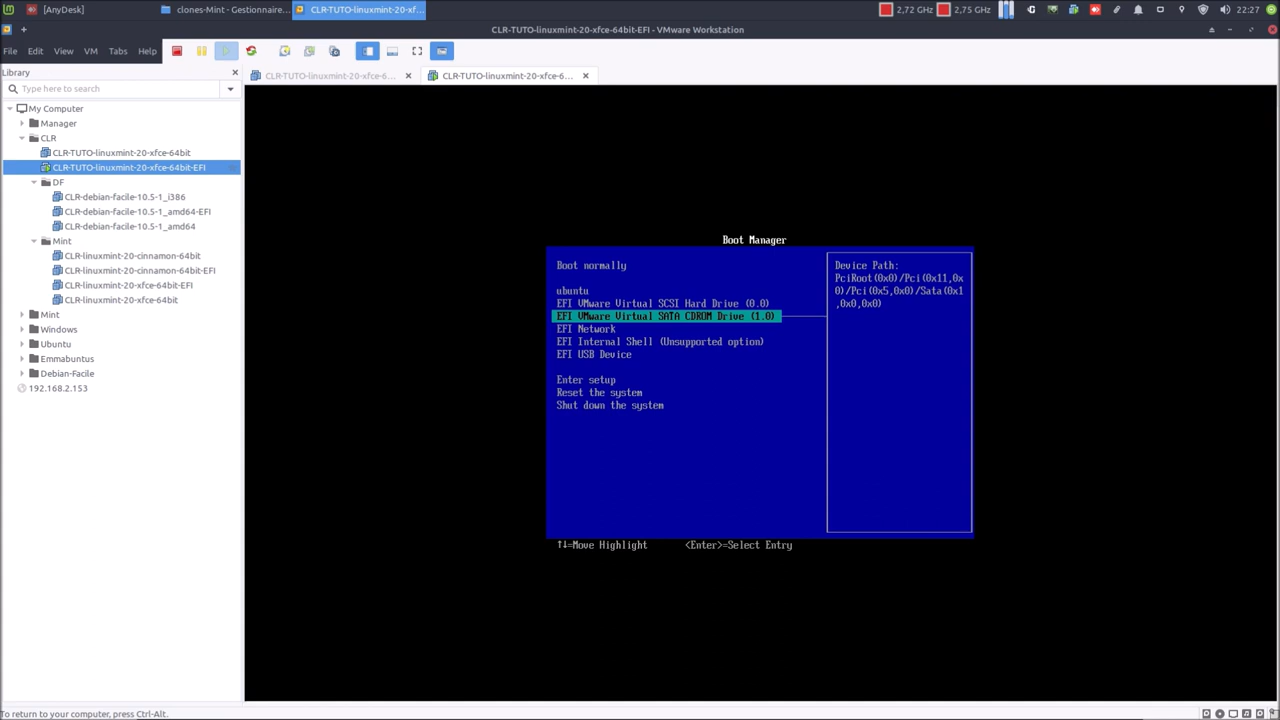 [AnyDesk]
clones-Mint - Gestionnaire...
CLR-TUTO-linuxmint-20-xf...
2,72 GHz
2,75 GHz
22:27
CLR-TUTO-linuxmint-20-xfce-64bit-EFI - VMware Workstation
File Edit View VM Tabs Help
Library
CLR-TUTO-linuxmint-20-xfce-6...
CLR-TUTO-linuxmint-20-xfce-6...
Type here to search
My Computer
Manager
CLR
CLR-TUTO-linuxmint-20-xfce-64bit
CLR-TUTO-linuxmint-20-xfce-64bit-EFI
DF
CLR-debian-facile-10.5-1_i386
CLR-debian-facile-10.5-1_amd64-EFI
CLR-debian-facile-10.5-1_amd64
Mint
CLR-linuxmint-20-cinnamon-64bit
CLR-linuxmint-20-cinnamon-64bit-EFI
CLR-linuxmint-20-xfce-64bit-EFI
CLR-linuxmint-20-xfce-64bit
Mint
Windows
Ubuntu
Emmabuntus
Debian-Facile
192.168.2.153
Boot Manager
Boot normally
ubuntu
EFI VMware Virtual SCSI Hard Drive (0.0)
EFI VMware Virtual SATA CDROM Drive (1.0)
EFI Network
EFI Internal Shell (Unsupported option)
EFI USB Device
Enter setup
Reset the system
Shut down the system
Device Path:
PciRoot(0x0)/Pci(0x11,0x
0)/Pci(0x5,0x0)/Sata(0x1
,0x0,0x0)
↑↓=Move Highlight
<Enter>=Select Entry
To return to your computer, press Ctrl-Alt.